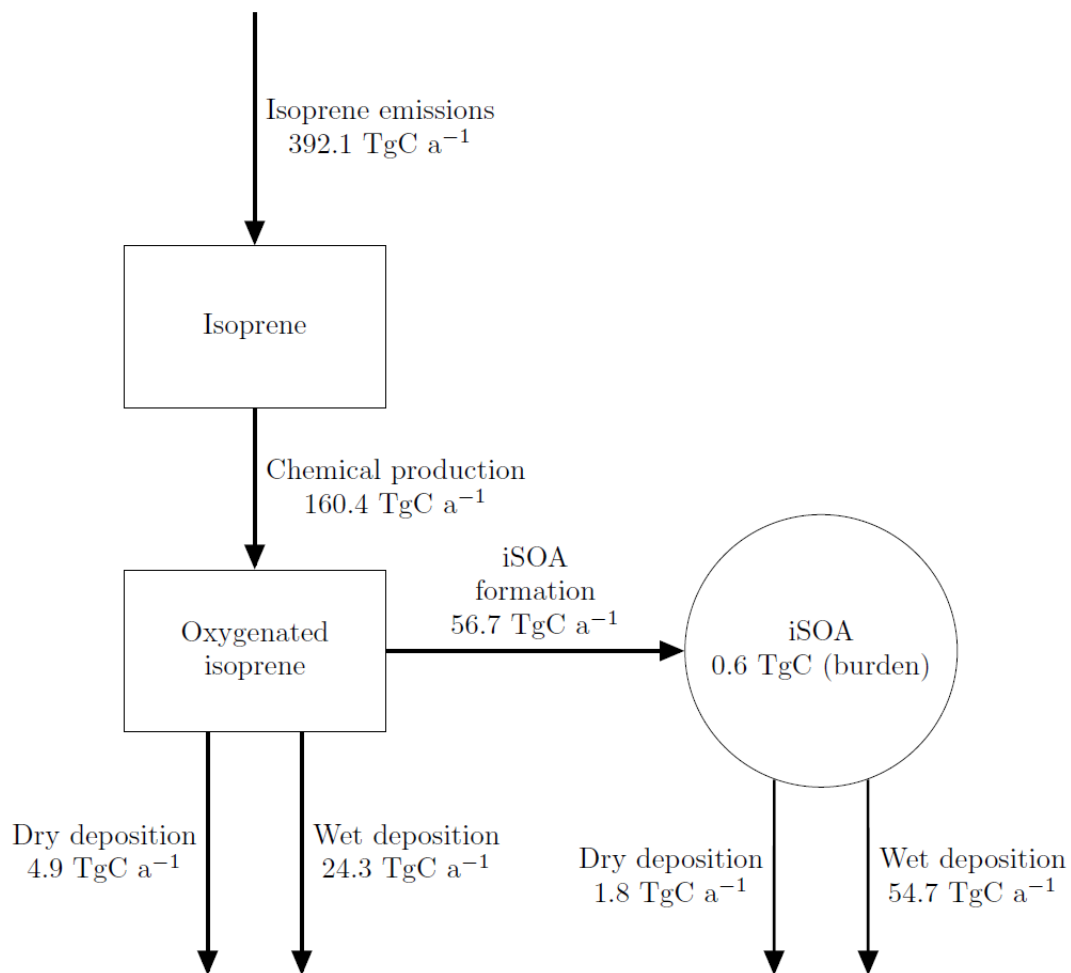 Isoprene emissions
392.1 TgC a⁻¹
Isoprene
Chemical production
160.4 TgC a⁻¹
iSOA
formation
56.7 TgC a⁻¹
Oxygenated
isoprene
iSOA
0.6 TgC (burden)
Dry deposition
4.9 TgC a⁻¹
Wet deposition
24.3 TgC a⁻¹
Dry deposition
1.8 TgC a⁻¹
Wet deposition
54.7 TgC a⁻¹